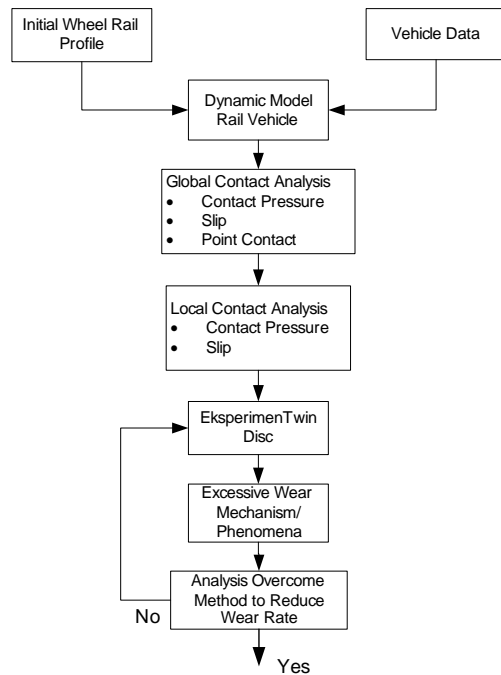 Initial Wheel Rail
Profile
Vehicle Data
Dynamic Model
Rail Vehicle
Global Contact Analysis
• Contact Pressure
• Slip
• Point Contact
Local Contact Analysis
• Contact Pressure
• Slip
EksperimenTwin
Disc
Excessive Wear
Mechanism/
Phenomena
Analysis Overcome
Method to Reduce
Wear Rate
No
Yes